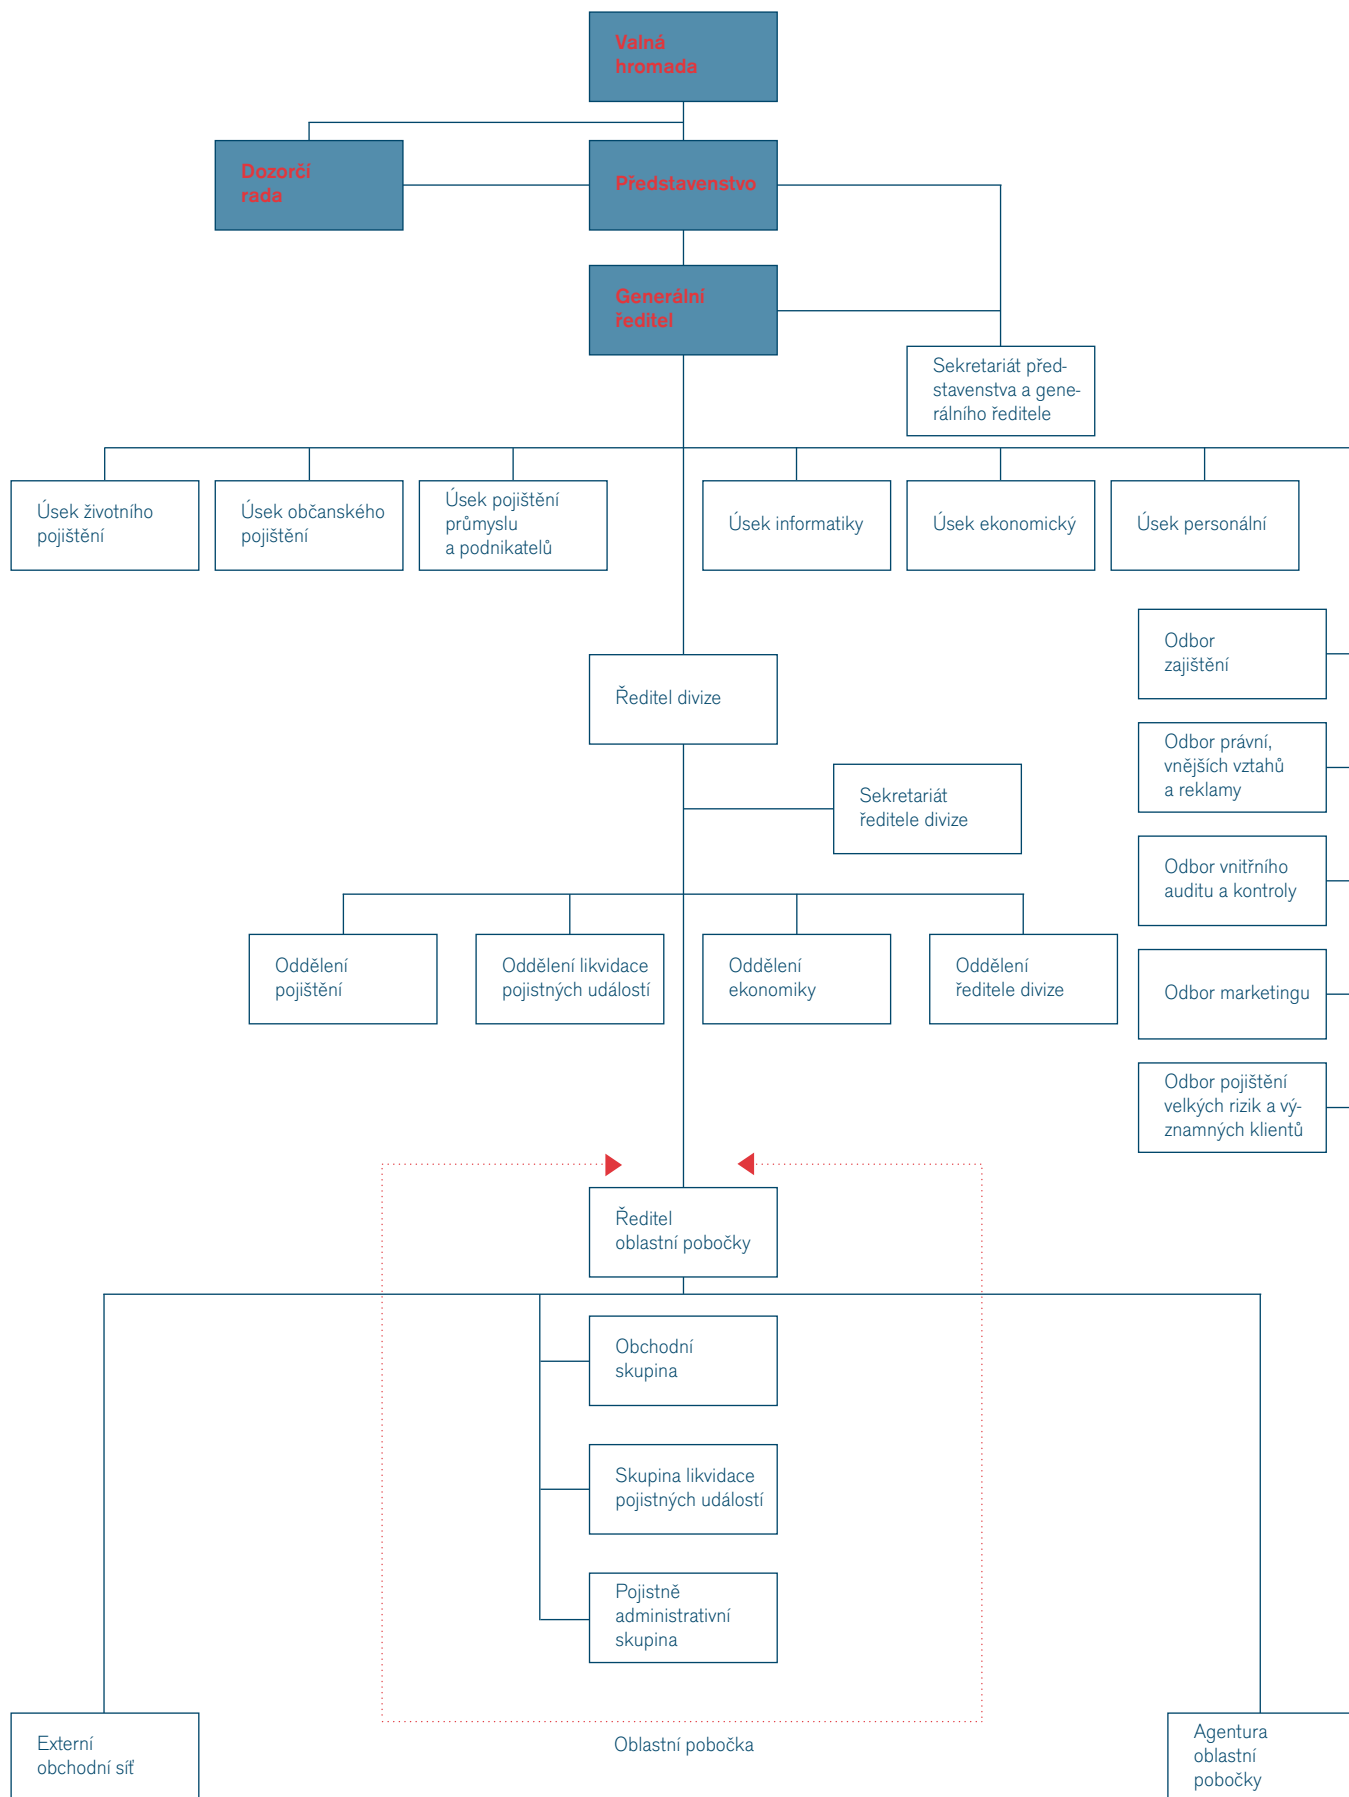 Valná
hromada
Dozorčí
rada
Představenstvo
Generální
ředitel
Sekretariát před-
stavenstva a gene-
rálního ředitele
Úsek životního
pojištění
Úsek občanského
pojištění
Úsek pojištění
průmyslu
a podnikatelů
Úsek informatiky
Úsek ekonomický
Úsek personální
Odbor
zajištění
Ředitel divize
Odbor právní,
vnějších vztahů
a reklamy
Sekretariát
ředitele divize
Odbor vnitřního
auditu a kontroly
Oddělení
pojištění
Oddělení likvidace
pojistných událostí
Oddělení
ekonomiky
Oddělení
ředitele divize
Odbor marketingu
Odbor pojištění
velkých rizik a vý-
znamných klientů
Ředitel
oblastní pobočky
Obchodní
skupina
Skupina likvidace
pojistných událostí
Pojistně
administrativní
skupina
Externí
obchodní síť
Oblastní pobočka
Agentura
oblastní
pobočky